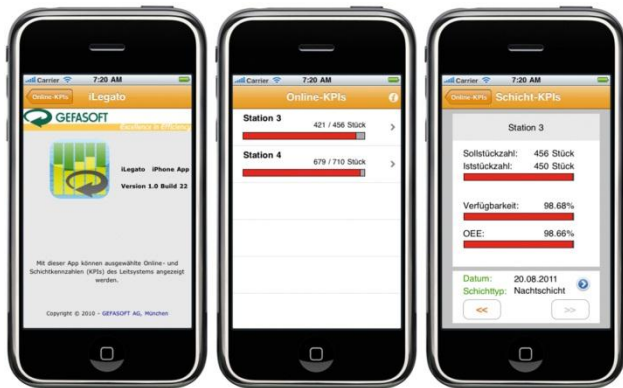 Carrier 7:20 AM
Online-KPIs iLegato
GEFASOFT
Excellence in Efficiency
iLegato iPhone App
Version 1.0 Build 22
Mit dieser App können ausgewählte Online- und
Schichtkennzahlen (KPIs) des Leitsystems angezeigt
werden.
Copyright © 2010 - GEFASOFT AG, München
Carrier 7:20 AM
Online-KPIs
Station 3
421 / 456 Stück
Station 4
679 / 710 Stück
Carrier 7:20 AM
Online-KPIs Schicht-KPIs
Station 3
Sollstückzahl: 456 Stück
Iststückzahl: 450 Stück
Verfügbarkeit: 98.68%
OEE: 98.66%
Datum: 20.08.2011
Schichttyp: Nachtschicht
<< >>